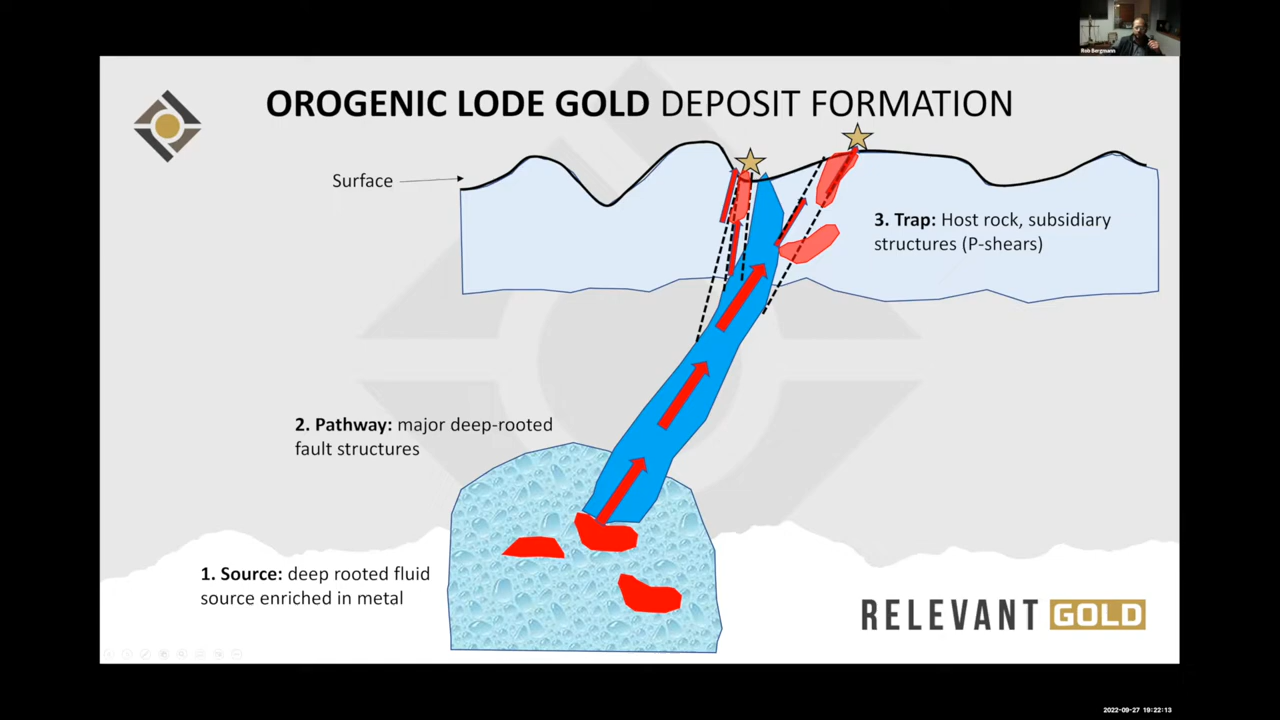 Rob Bergmann
OROGENIC LODE GOLD DEPOSIT FORMATION
Surface
3. Trap: Host rock, subsidiary
structures (P-shears)
2. Pathway: major deep-rooted
fault structures
1. Source: deep rooted fluid
source enriched in metal
RELEVANT GOLD
2022-09-27 19:22:13